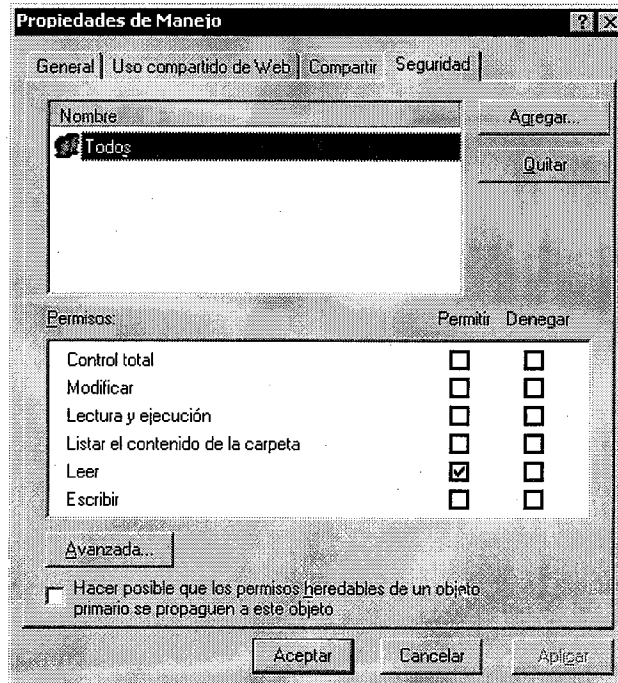 Propiedades de Manejo
General Uso compartido de Web Compartir Seguridad
Nombre
Agregar...
Todos
Quitar
Permisos: Permitir Denegar
Control total
Modificar
Lectura y ejecución
Listar el contenido de la carpeta
Leer
Escribir
Avanzada...
Hacer posible que los permisos heredables de un objeto
primario se propaguen a este objeto
Aceptar Cancelar Aplicar